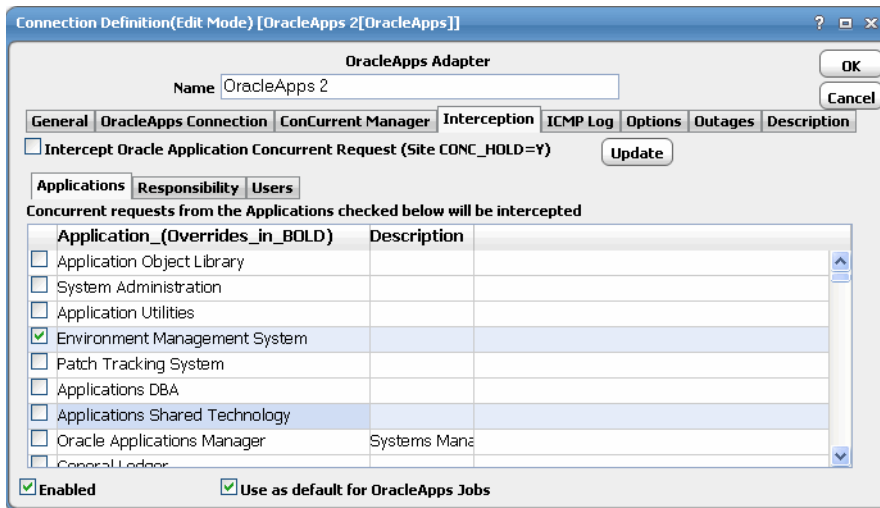 Connection Definition(Edit Mode) [OracleApps 2[OracleApps]]
?
OracleApps Adapter
OK
Name OracleApps 2
Cancel
General OracleApps Connection ConCurrent Manager Interception ICMP Log Options Outages Description
Intercept Oracle Application Concurrent Request (Site CONC_HOLD=Y) Update
Applications Responsibility Users
Concurrent requests from the Applications checked below will be intercepted
Application_(Overrides_in_BOLD) Description
Application Object Library
System Administration
Application Utilities
Environment Management System
Patch Tracking System
Applications DBA
Applications Shared Technology
Oracle Applications Manager Systems Mana
General Ledger
Enabled Use as default for OracleApps Jobs